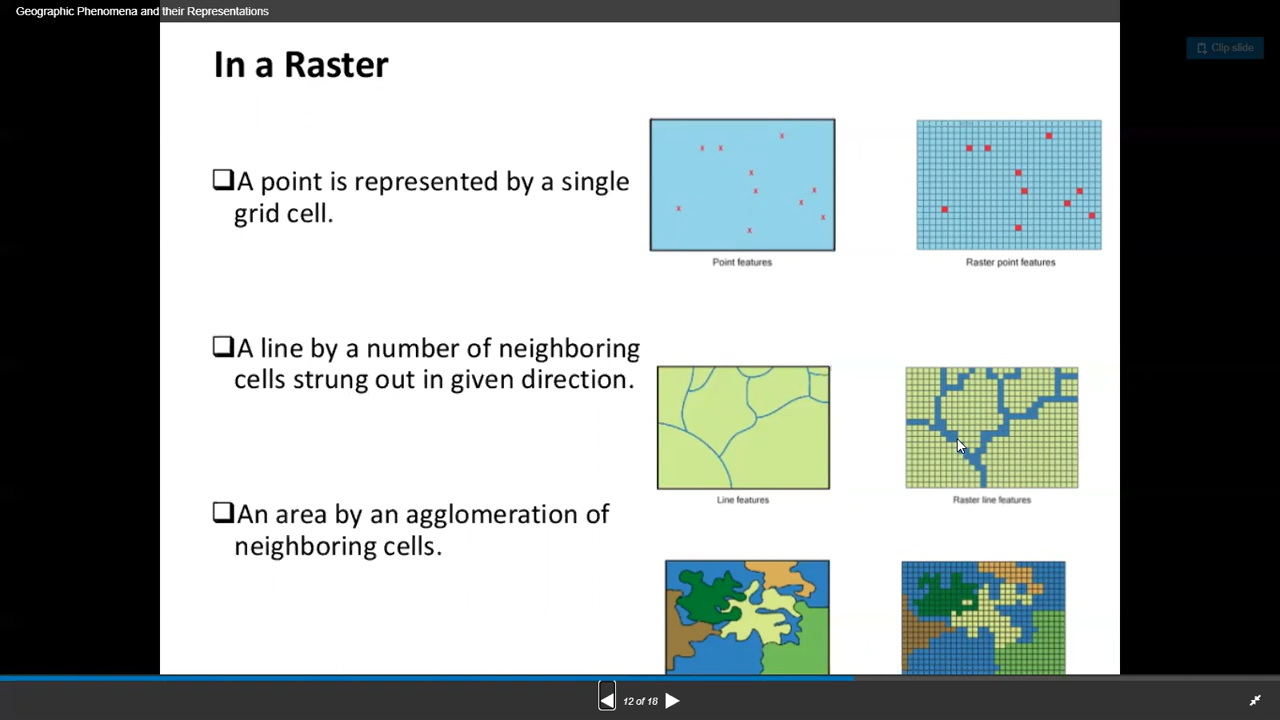 Geographic Phenomena and their Representations
Clip slide
In a Raster
❑A point is represented by a single
grid cell.
Point features
Raster point features
❑A line by a number of neighboring
cells strung out in given direction.
Line features
Raster line features
❑An area by an agglomeration of
neighboring cells.
12 of 18